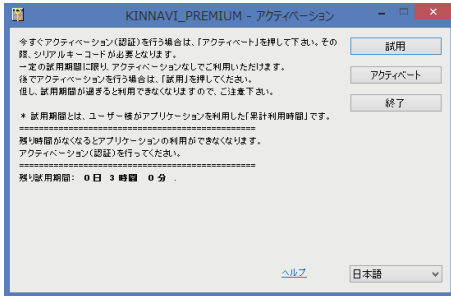 KINNAVI_PREMIUM - アクティベーション
今すぐアクティベーション(認証)を行う場合は、「アクティベート」を押して下さい。その
際、シリアルキーコードが必要となります。
一定の試用期間に限り、アクティベーションなしでご利用いただけます。
後でアクティベーションを行う場合は、「試用」を押してください。
但し、試用期間が過ぎると利用できなくなりますので、ご注意下さい。
* 試用期間とは、ユーザー様がアプリケーションを利用した「累計利用時間」です。
================================================
残り時間がなくなるとアプリケーションの利用ができなくなります。
アクティベーション(認証)を行ってください。
================================================
残り試用期間: 0日 3時間 0分 .
試用
アクティベート
終了
ヘルプ
日本語